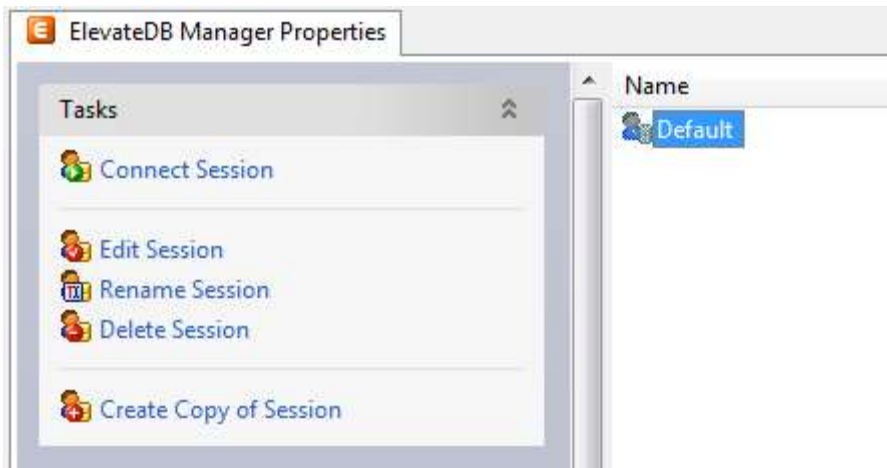 ElevateDB Manager Properties
Tasks
Connect Session
Edit Session
Rename Session
Delete Session
Create Copy of Session
Name
Default